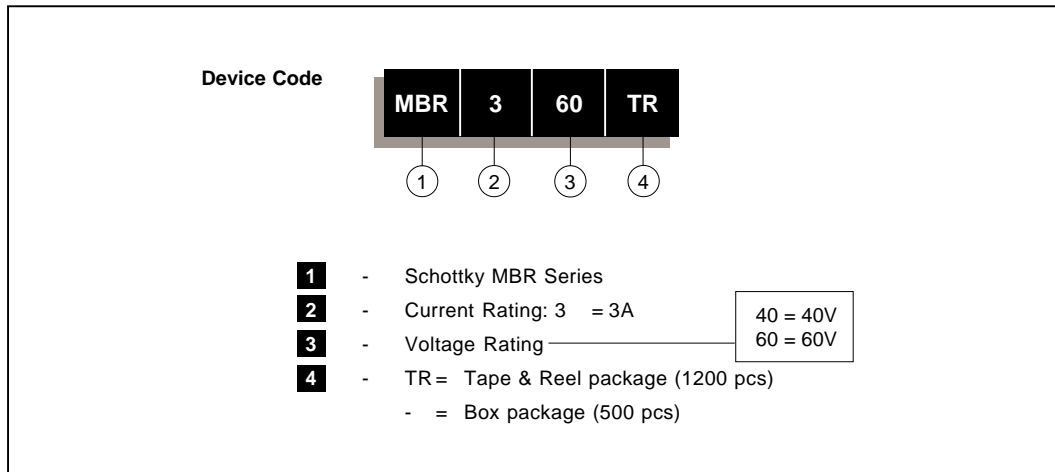 Device Code
MBR 3 60 TR
1 2 3 4
1 - Schottky MBR Series
2 - Current Rating: 3 = 3A
3 - Voltage Rating
40 = 40V
60 = 60V
4 - TR = Tape & Reel package (1200 pcs)
- = Box package (500 pcs)